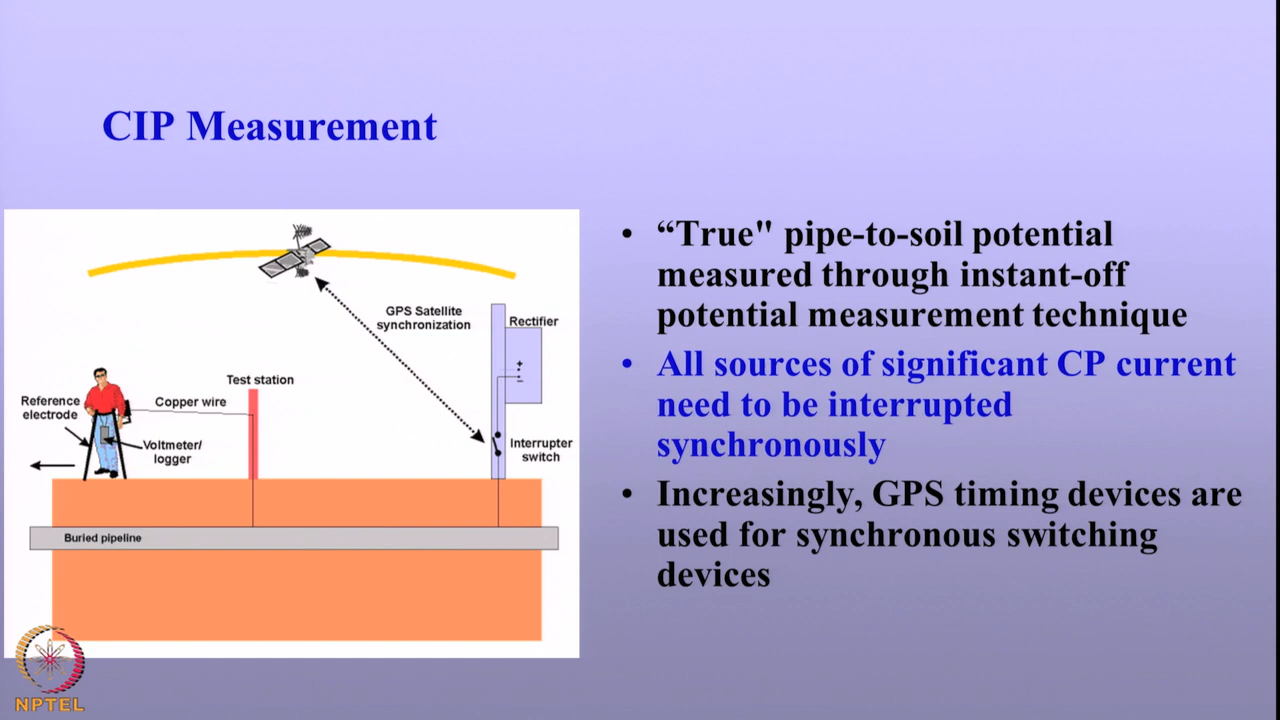 CIP Measurement
GPS Satellite
synchronization
Rectifier
+
−
Test station
Reference
electrode
Copper wire
Voltmeter/
logger
Interrupter
switch
Buried pipeline
• “True" pipe-to-soil potential
measured through instant-off
potential measurement technique
• All sources of significant CP current
need to be interrupted
synchronously
• Increasingly, GPS timing devices are
used for synchronous switching
devices
NPTEL